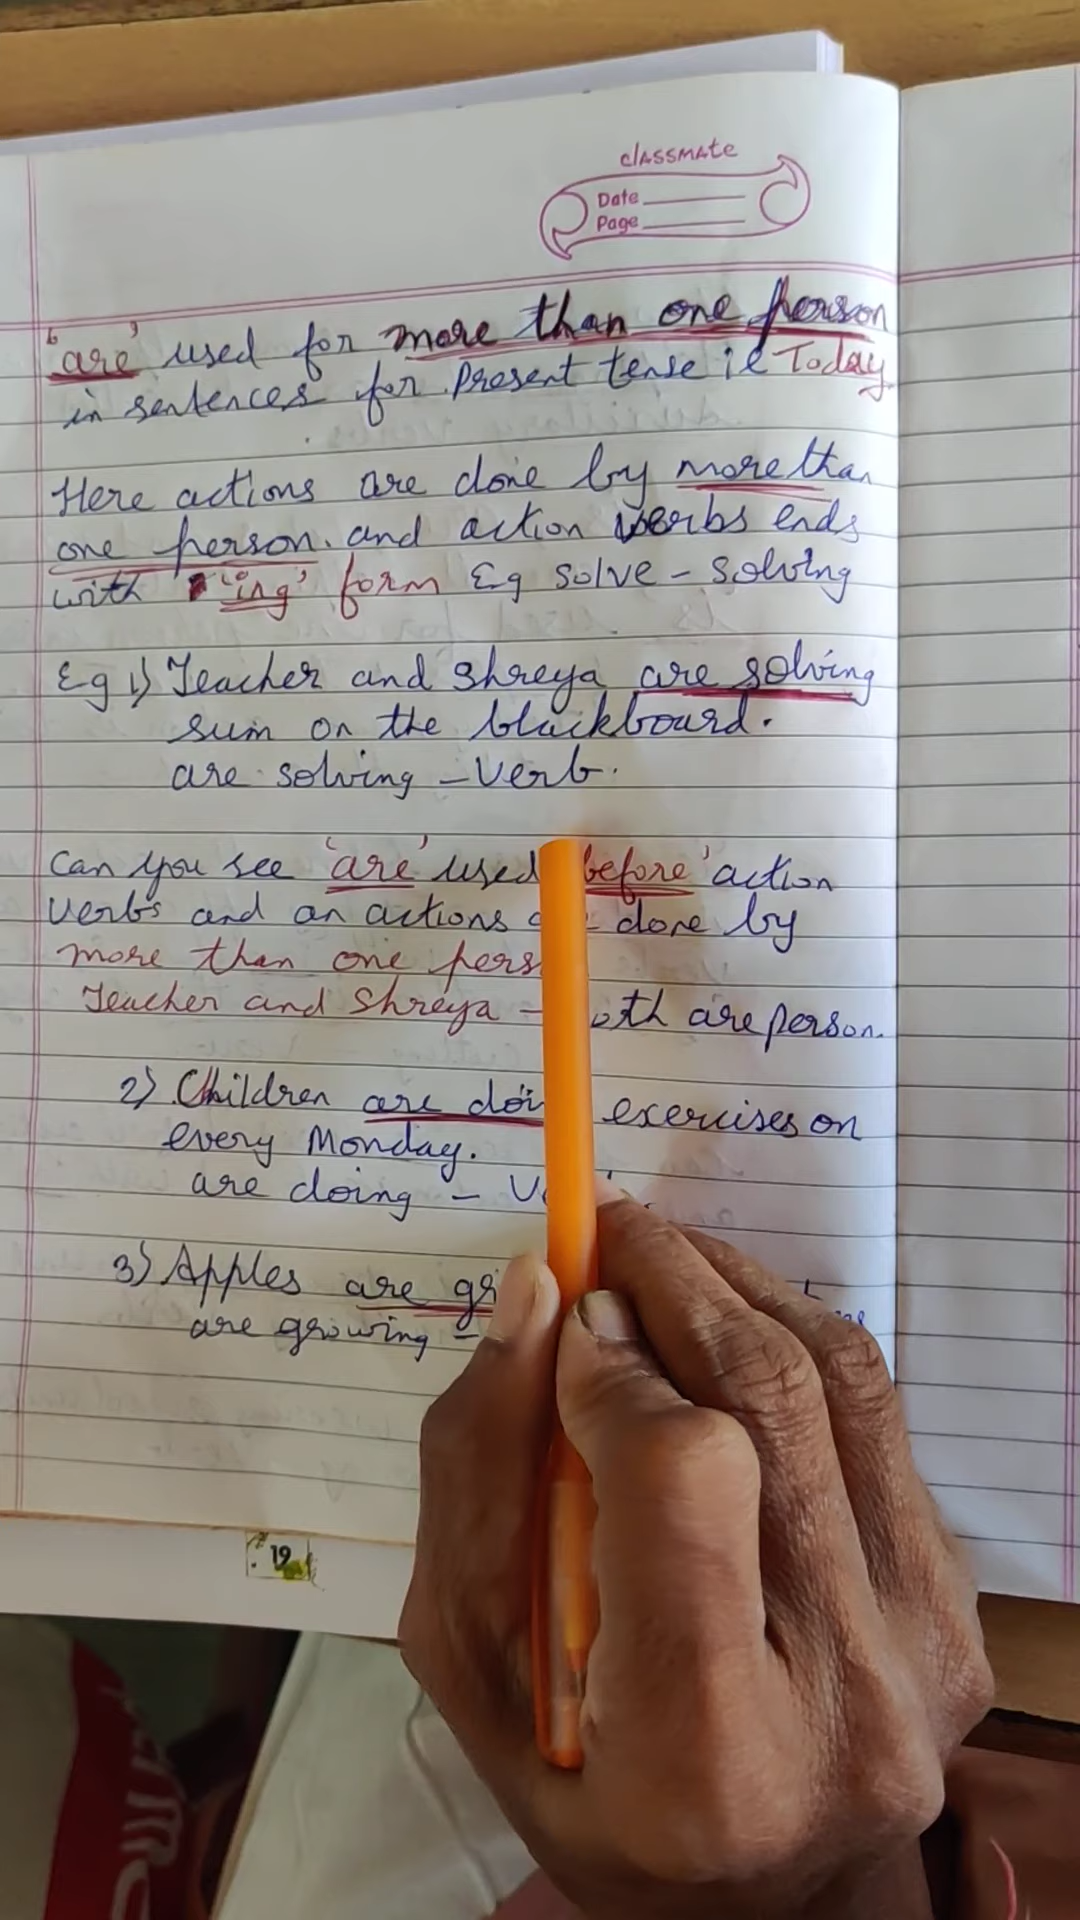 classmate
Date
Page
'are' used for more than one person
in sentences for Present tense ie Today
Here actions are done by more than
one person. and action verbs ends
with 'ing' form Eg solve - solving
Eg 1) Teacher and Shreya are solving
sum on the blackboard.
are solving - Verb.
Can you see 'are' used 'before' action
verbs and an actions done by
more than one pers
Teacher and Shreya - oth are person.
2) Children are doi exercises on
every Monday.
are doing - V
3) Apples are gr
are growing -
19